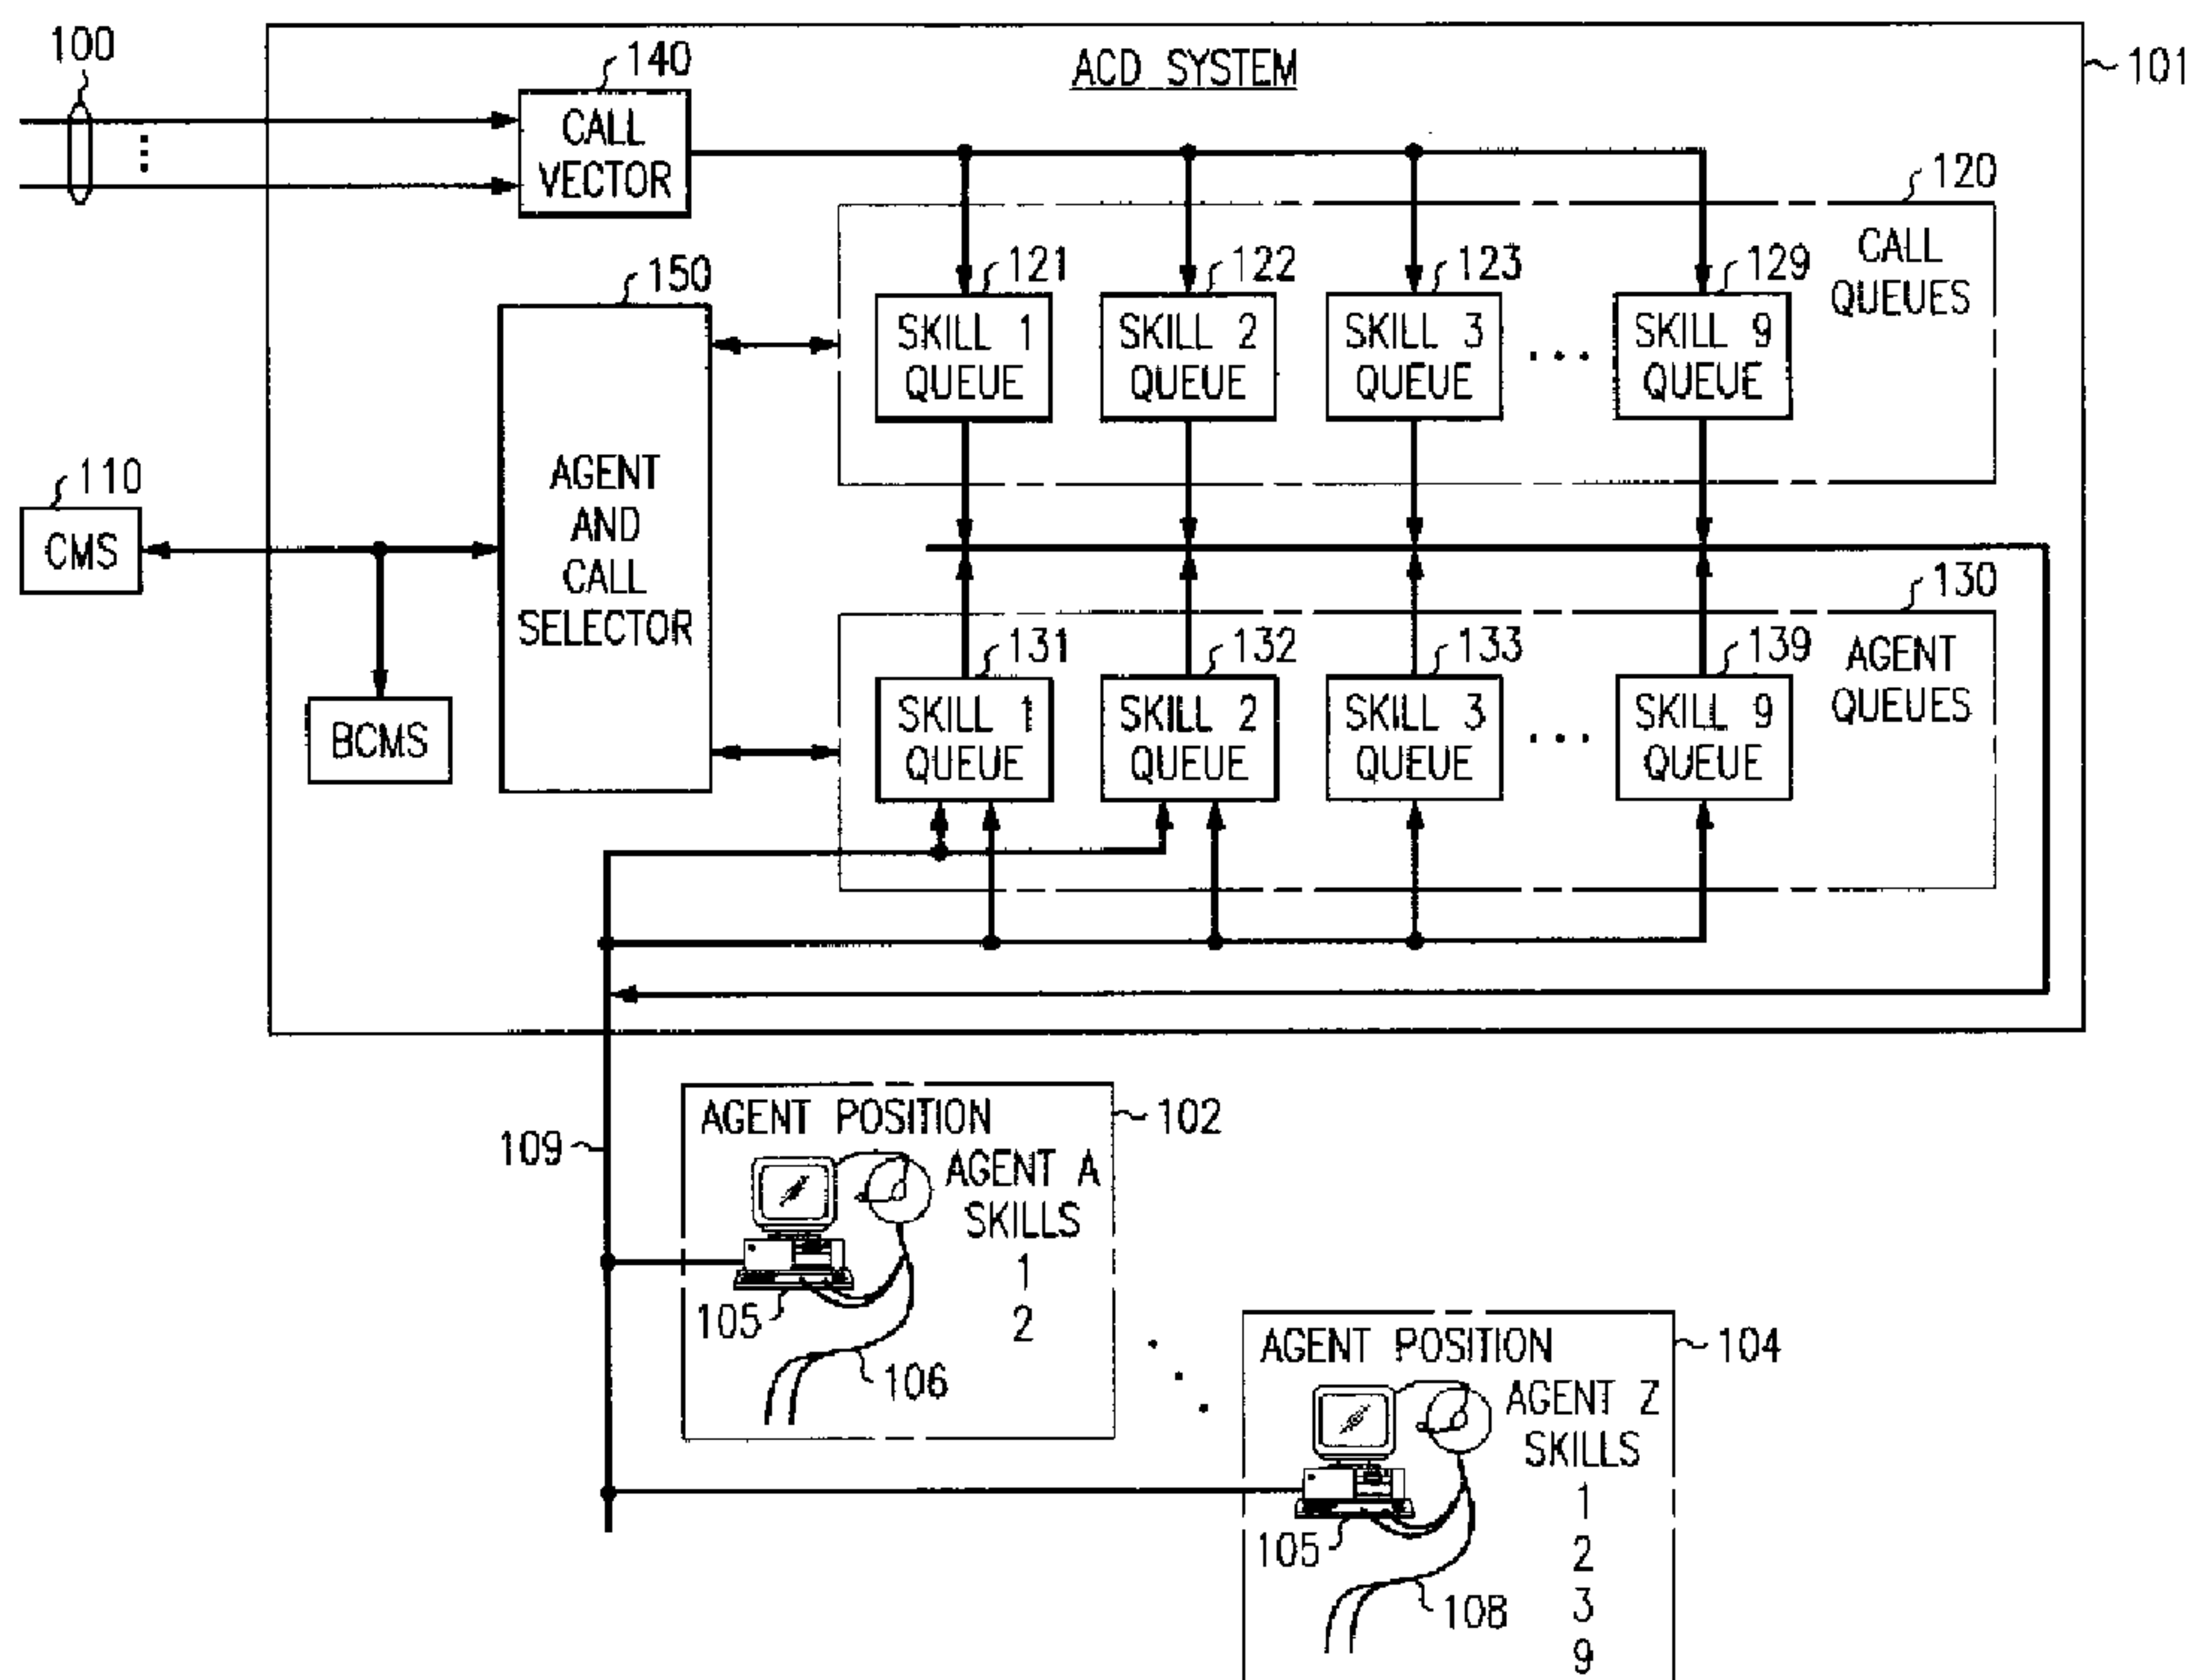 100
140
ACD SYSTEM
101
CALL
VECTOR
120
CALL
QUEUES
150
121
122
123
129
SKILL 1
QUEUE
SKILL 2
QUEUE
SKILL 3
QUEUE
SKILL 9
QUEUE
110
CMS
AGENT
AND
CALL
SELECTOR
BCMS
130
AGENT
QUEUES
131
132
133
139
SKILL 1
QUEUE
SKILL 2
QUEUE
SKILL 3
QUEUE
SKILL 9
QUEUE
109
AGENT POSITION
102
AGENT A
SKILLS
1
2
105
106
AGENT POSITION
104
AGENT Z
SKILLS
1
2
3
9
105
108